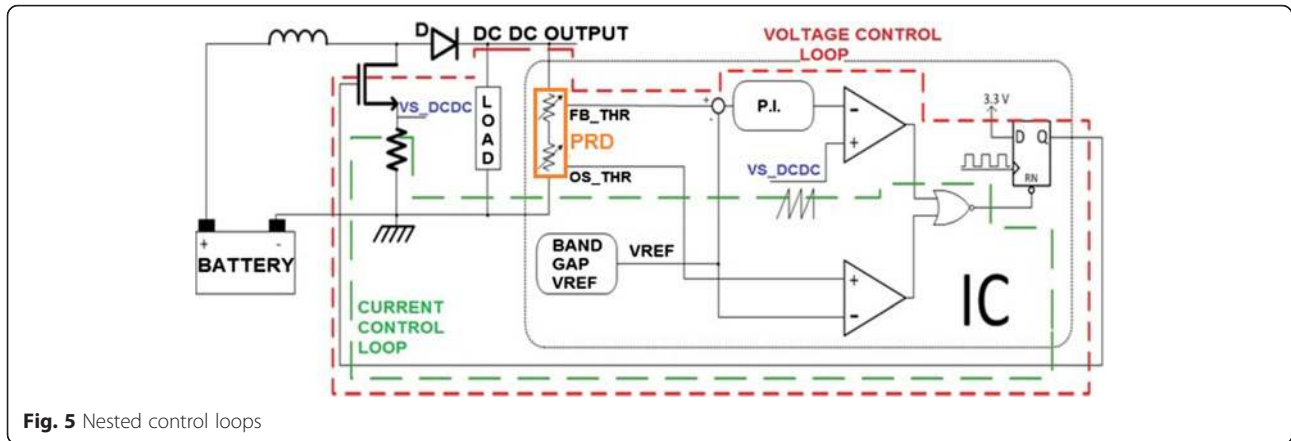 D
DC DC OUTPUT
VOLTAGE CONTROL
LOOP
VS_DCDC
L
O
A
D
FB_THR
PRD
OS_THR
+
-
P.I.
-
+
VS_DCDC
3.3 V
D Q
RN
+ -
BATTERY
BAND
GAP
VREF
VREF
+
-
IC
CURRENT
CONTROL
LOOP
Fig. 5 Nested control loops